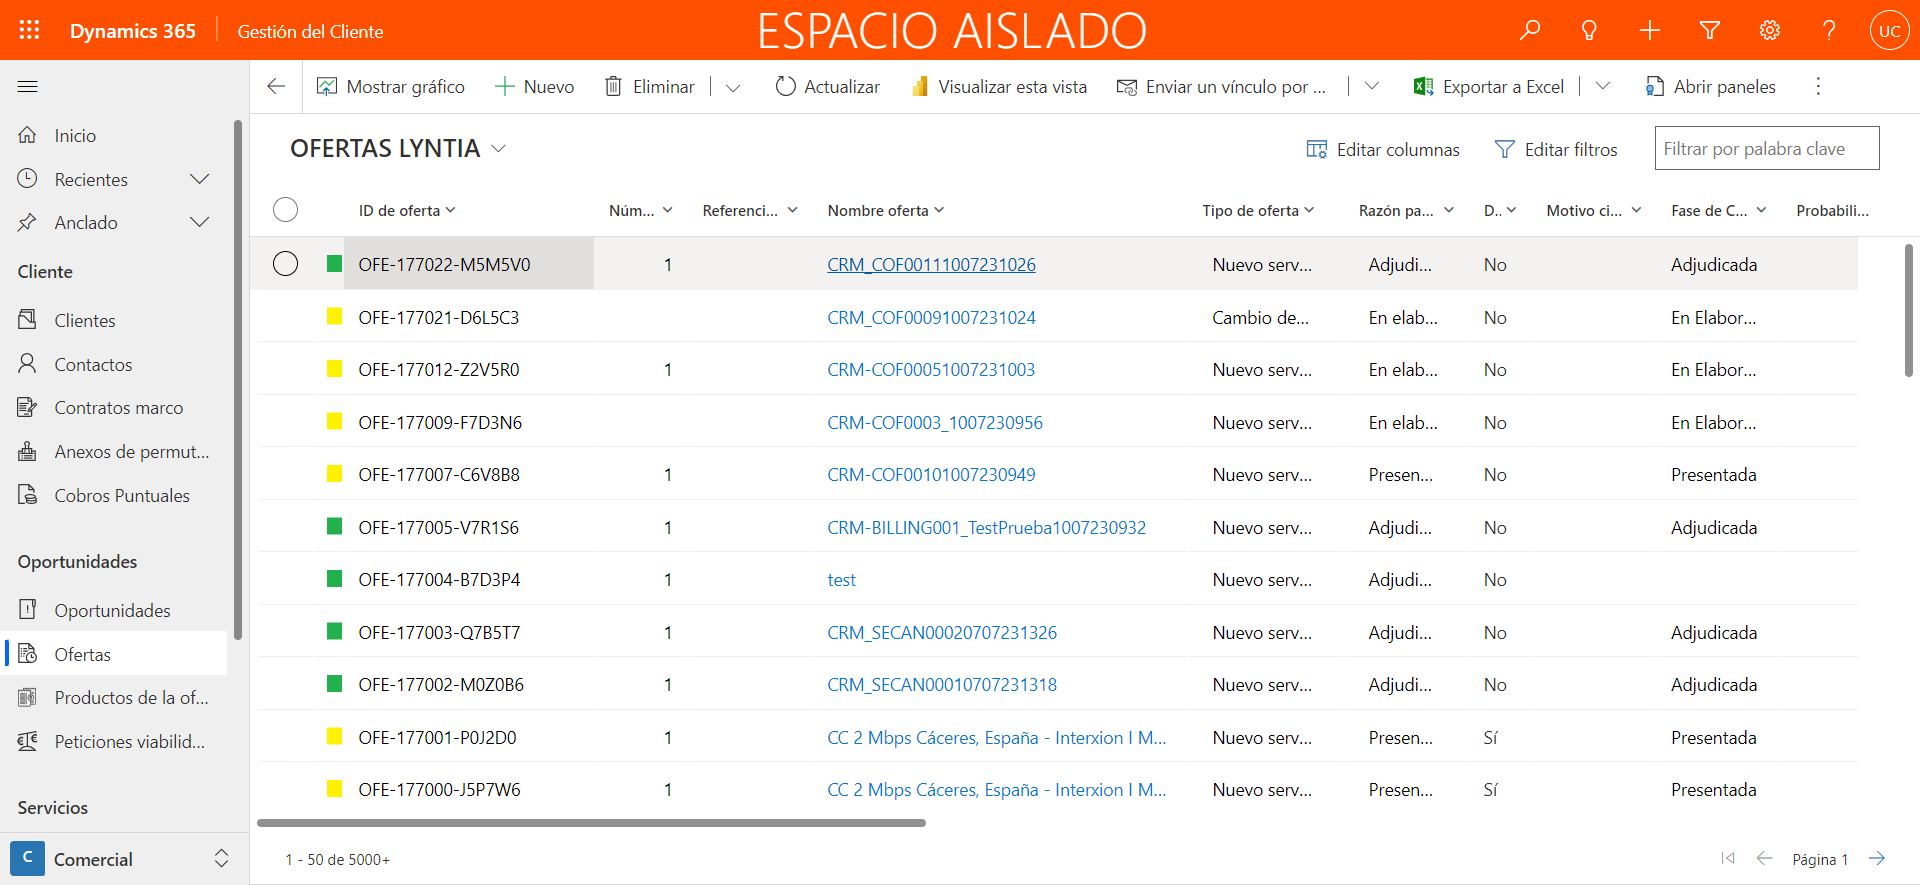 Dynamics 365
Gestión del Cliente
ESPACIO AISLADO
UC
Mostrar gráfico
Nuevo
Eliminar
Actualizar
Visualizar esta vista
Enviar un vínculo por ...
Exportar a Excel
Abrir paneles
Inicio
Recientes
Anclado
Cliente
Clientes
Contactos
Contratos marco
Anexos de permut...
Cobros Puntuales
Oportunidades
Oportunidades
Ofertas
Productos de la of...
Peticiones viabilid...
Servicios
C Comercial
OFERTAS LYNTIA
Editar columnas
Editar filtros
Filtrar por palabra clave
ID de oferta Núm... Referenci... Nombre oferta Tipo de oferta Razón pa... D.. Motivo ci... Fase de C... Probabili...
OFE-177022-M5M5V0 1 CRM_COF00111007231026 Nuevo serv... Adjudi... No Adjudicada
OFE-177021-D6L5C3 CRM_COF00091007231024 Cambio de... En elab... No En Elabor...
OFE-177012-Z2V5R0 1 CRM-COF00051007231003 Nuevo serv... En elab... No En Elabor...
OFE-177009-F7D3N6 CRM-COF0003_1007230956 Nuevo serv... En elab... No En Elabor...
OFE-177007-C6V8B8 1 CRM-COF00101007230949 Nuevo serv... Presen... No Presentada
OFE-177005-V7R1S6 1 CRM-BILLING001_TestPrueba1007230932 Nuevo serv... Adjudi... No Adjudicada
OFE-177004-B7D3P4 1 test Nuevo serv... Adjudi... No
OFE-177003-Q7B5T7 1 CRM_SECAN00020707231326 Nuevo serv... Adjudi... No Adjudicada
OFE-177002-M0Z0B6 1 CRM_SECAN00010707231318 Nuevo serv... Adjudi... No Adjudicada
OFE-177001-P0J2D0 1 CC 2 Mbps Cáceres, España - Interxion I M... Nuevo serv... Presen... Sí Presentada
OFE-177000-J5P7W6 1 CC 2 Mbps Cáceres, España - Interxion I M... Nuevo serv... Presen... Sí Presentada
1 - 50 de 5000+
Página 1